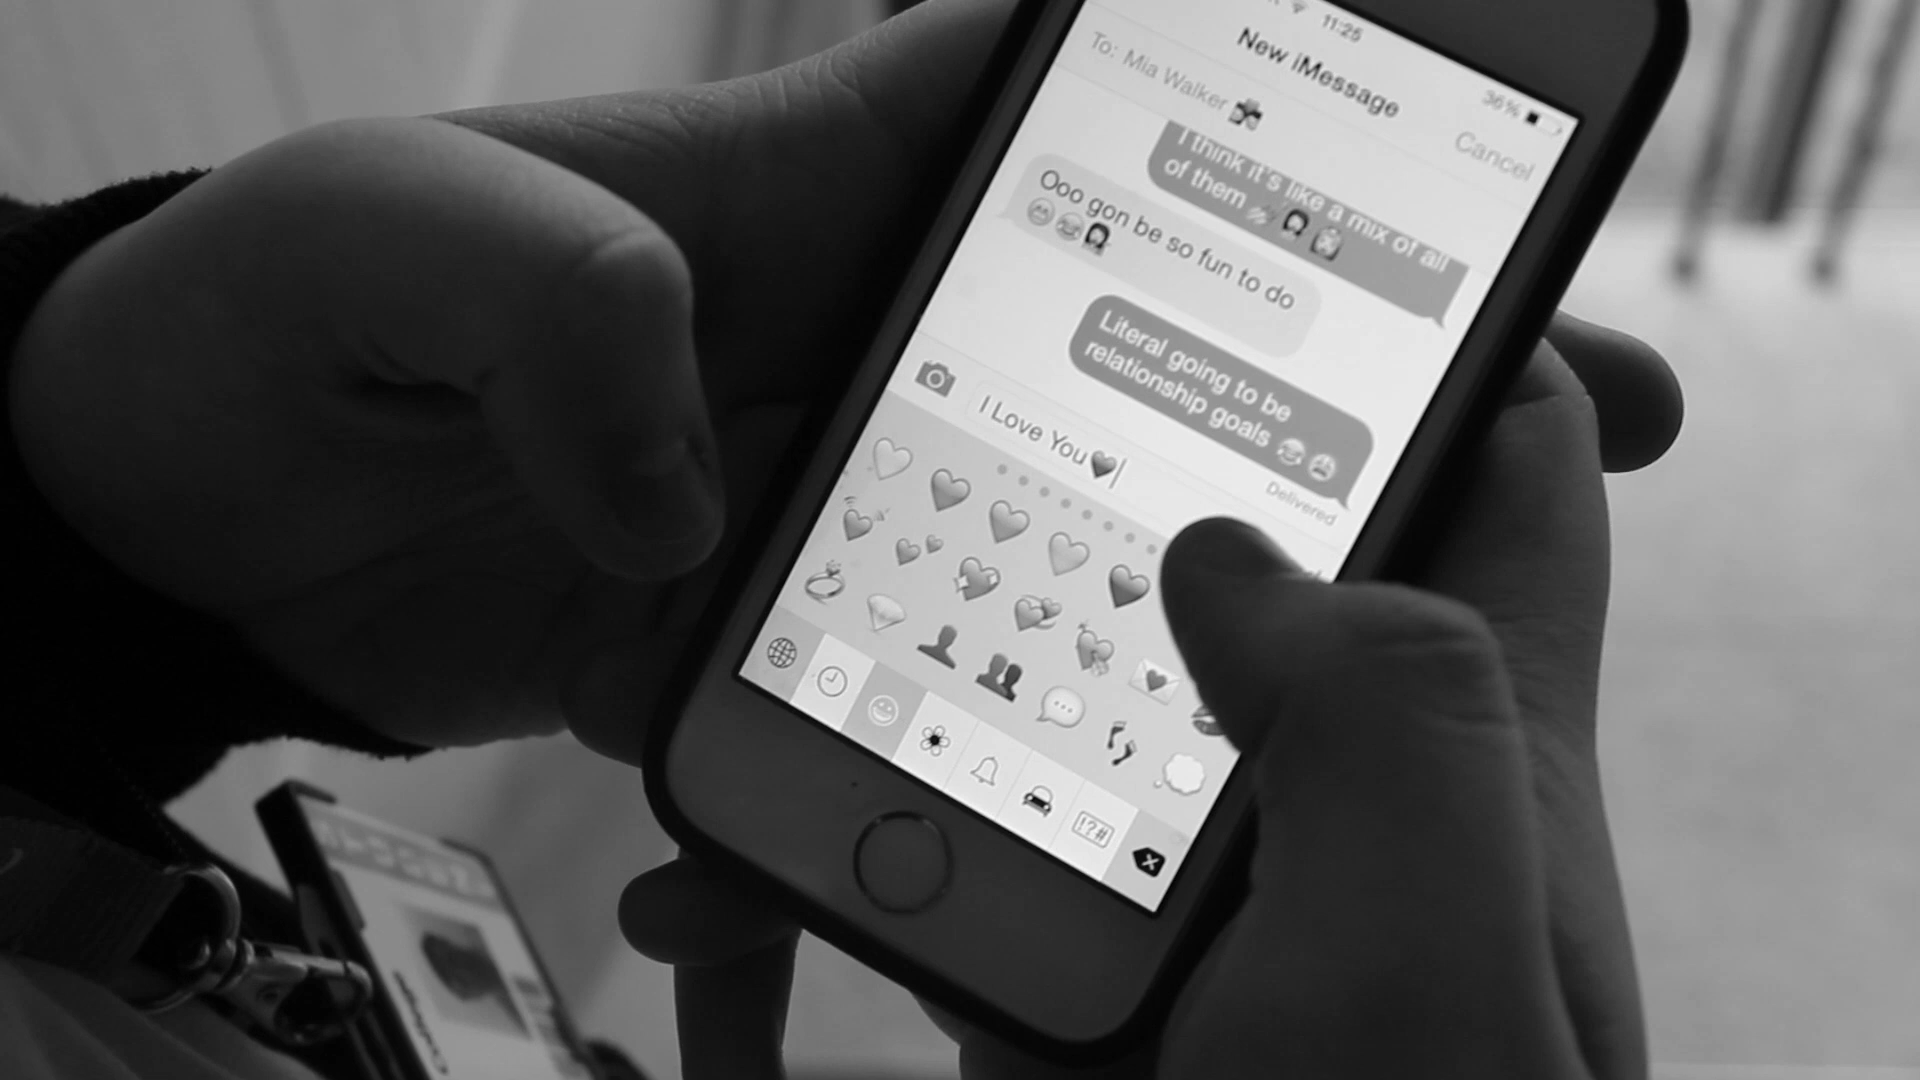 11:25
36%
New iMessage
Cancel
To: Mia Walker
I think it's like a mix of all
of them
Ooo gon be so fun to do
Literal going to be
relationship goals
Delivered
I Love You❤
!?#